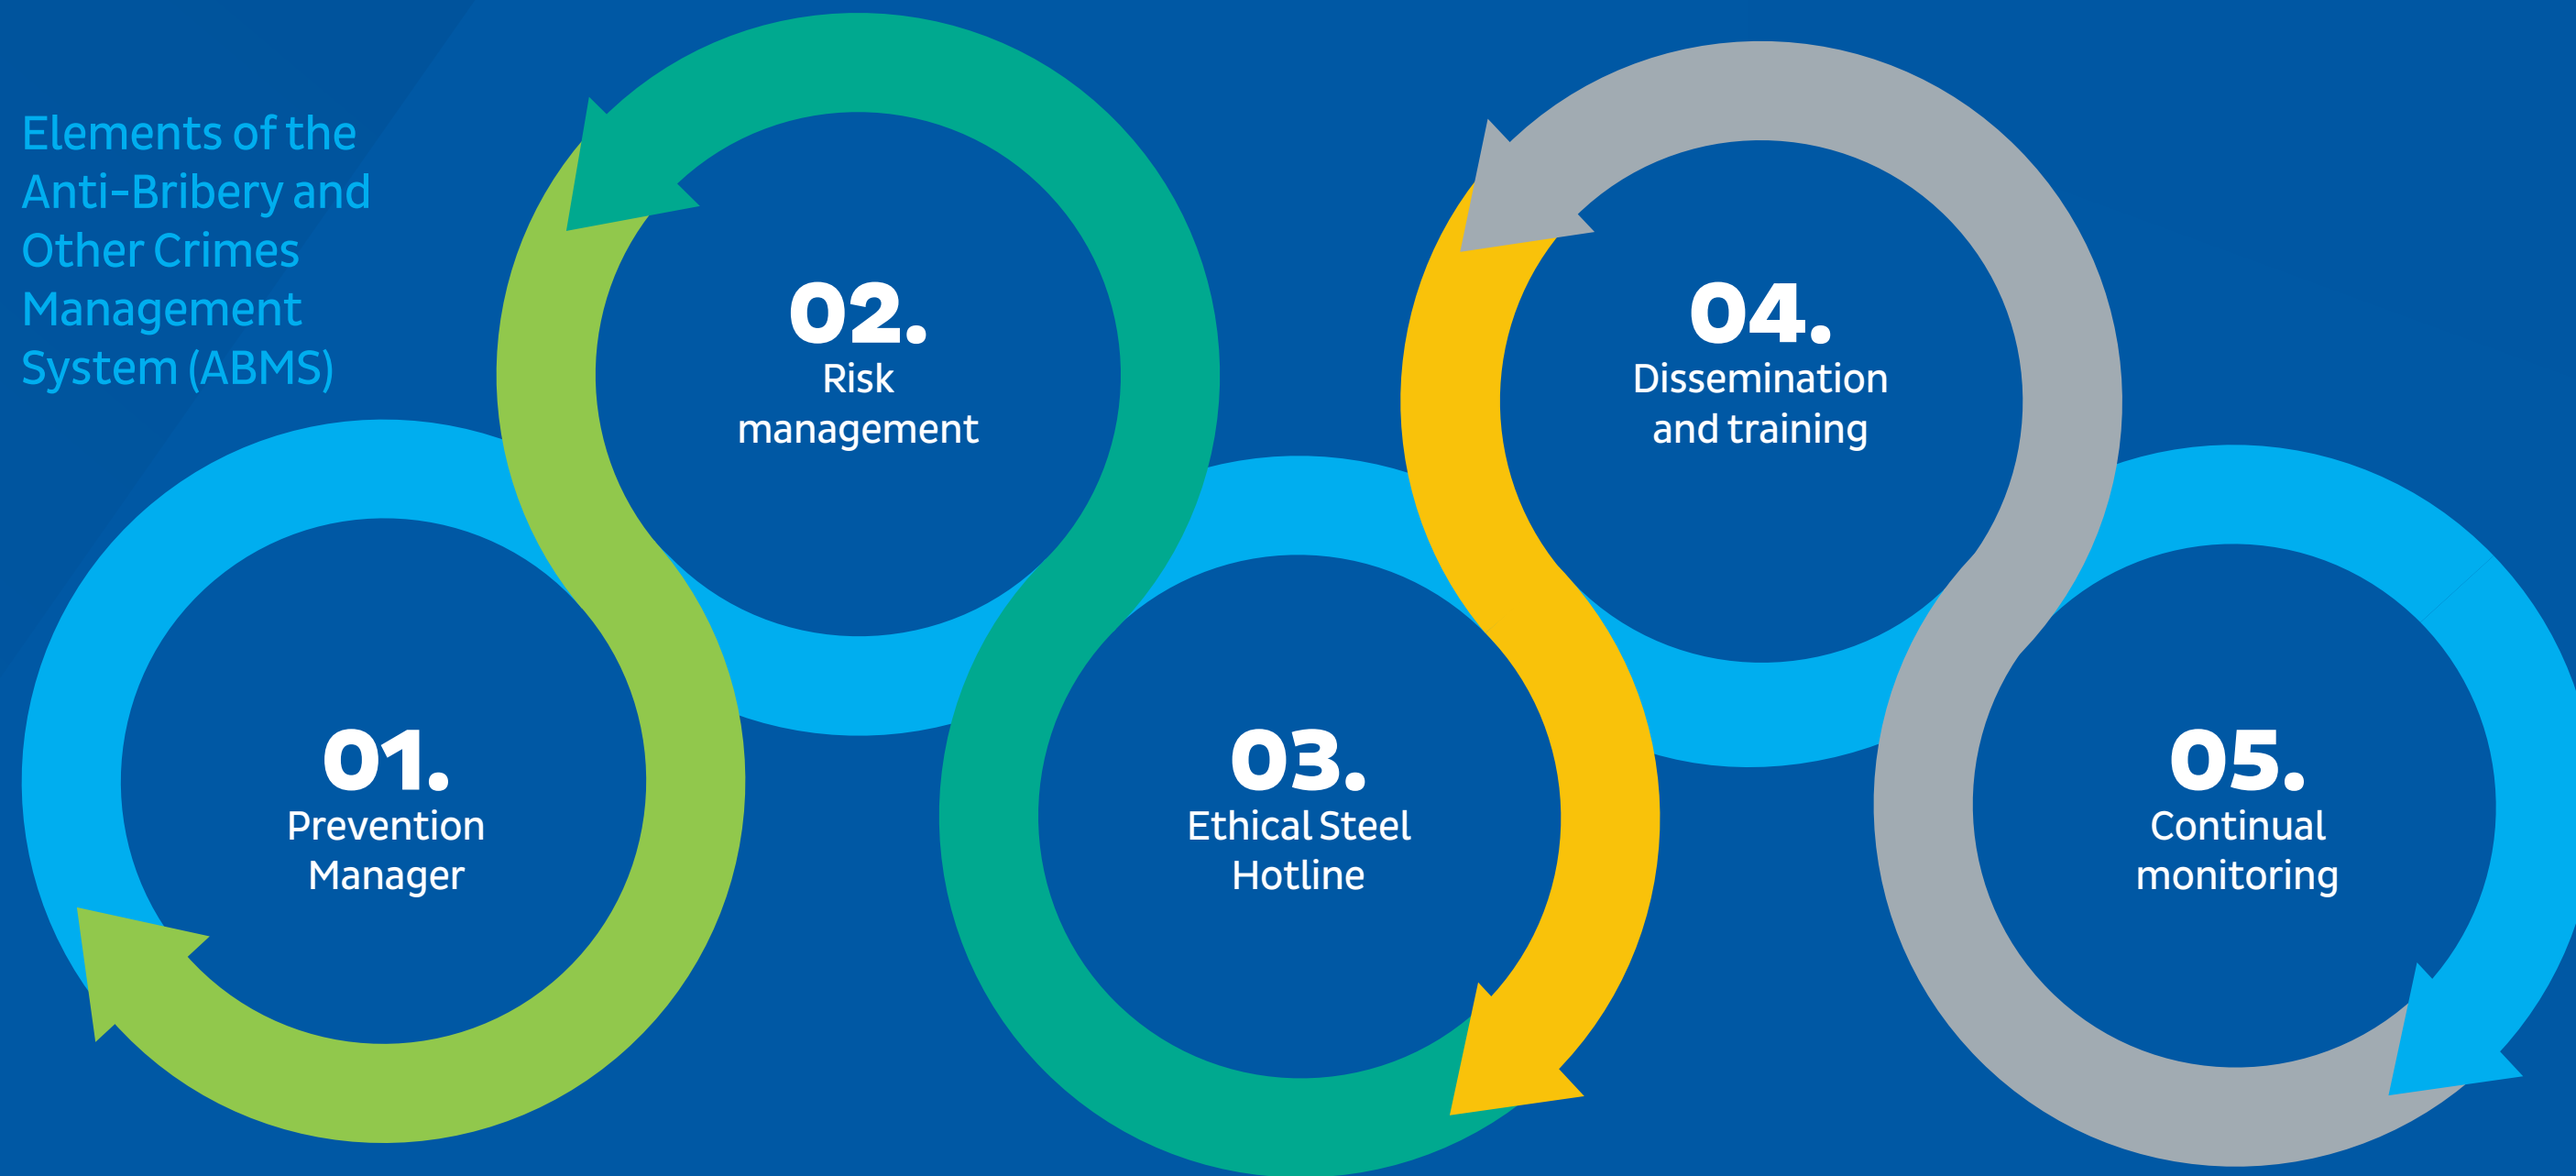 Elements of the
Anti-Bribery and
Other Crimes
Management
System (ABMS)
01.
Prevention
Manager
02.
Risk
management
03.
Ethical Steel
Hotline
04.
Dissemination
and training
05.
Continual
monitoring